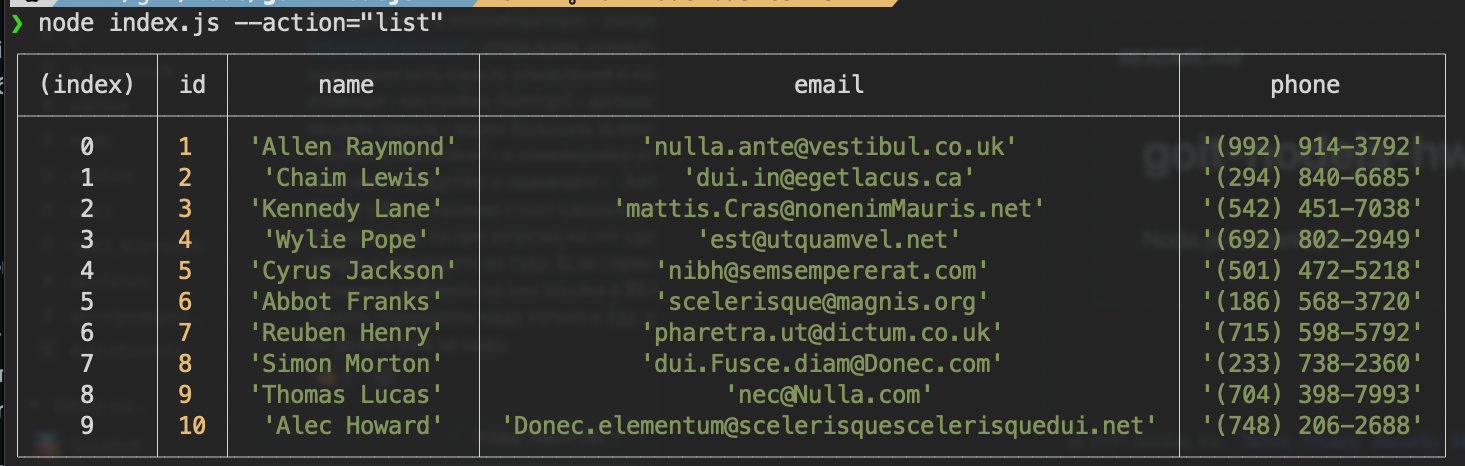 ❯ node index.js --action="list"
(index) id name email phone
0 1 'Allen Raymond' 'nulla.ante@vestibul.co.uk' '(992) 914-3792'
1 2 'Chaim Lewis' 'dui.in@egetlacus.ca' '(294) 840-6685'
2 3 'Kennedy Lane' 'mattis.Cras@nonenimMauris.net' '(542) 451-7038'
3 4 'Wylie Pope' 'est@utquamvel.net' '(692) 802-2949'
4 5 'Cyrus Jackson' 'nibh@semsempererat.com' '(501) 472-5218'
5 6 'Abbot Franks' 'scelerisque@magnis.org' '(186) 568-3720'
6 7 'Reuben Henry' 'pharetra.ut@dictum.co.uk' '(715) 598-5792'
7 8 'Simon Morton' 'dui.Fusce.diam@Donec.com' '(233) 738-2360'
8 9 'Thomas Lucas' 'nec@Nulla.com' '(704) 398-7993'
9 10 'Alec Howard' 'Donec.elementum@scelerisquescelerisquedui.net' '(748) 206-2688'